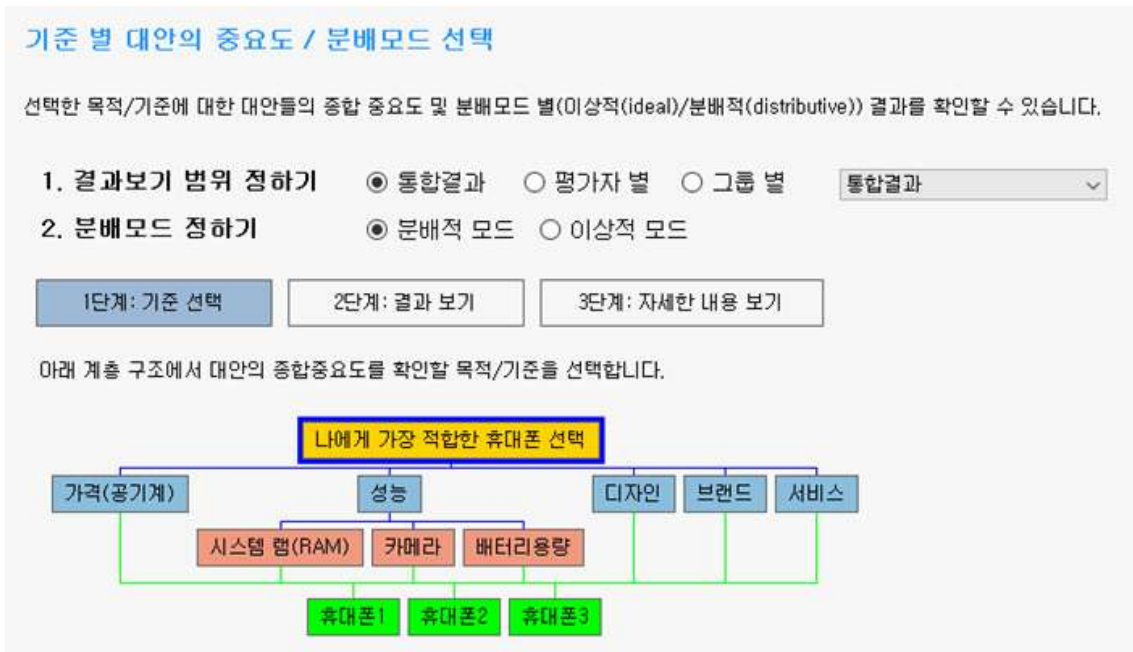 기준 별 대안의 중요도 / 분배모드 선택
선택한 목적/기준에 대한 대안들의 종합 중요도 및 분배모드 별(이상적(ideal)/분배적(distributive)) 결과를 확인할 수 있습니다.
1. 결과보기 범위 정하기 통합결과 평가자 별 그룹 별 통합결과
2. 분배모드 정하기 분배적 모드 이상적 모드
1단계: 기준 선택 2단계: 결과 보기 3단계: 자세한 내용 보기
아래 계층 구조에서 대안의 종합중요도를 확인할 목적/기준을 선택합니다.
나에게 가장 적합한 휴대폰 선택
가격(공기계) 성능 디자인 브랜드 서비스
시스템 램(RAM) 카메라 배터리용량
휴대폰1 휴대폰2 휴대폰3